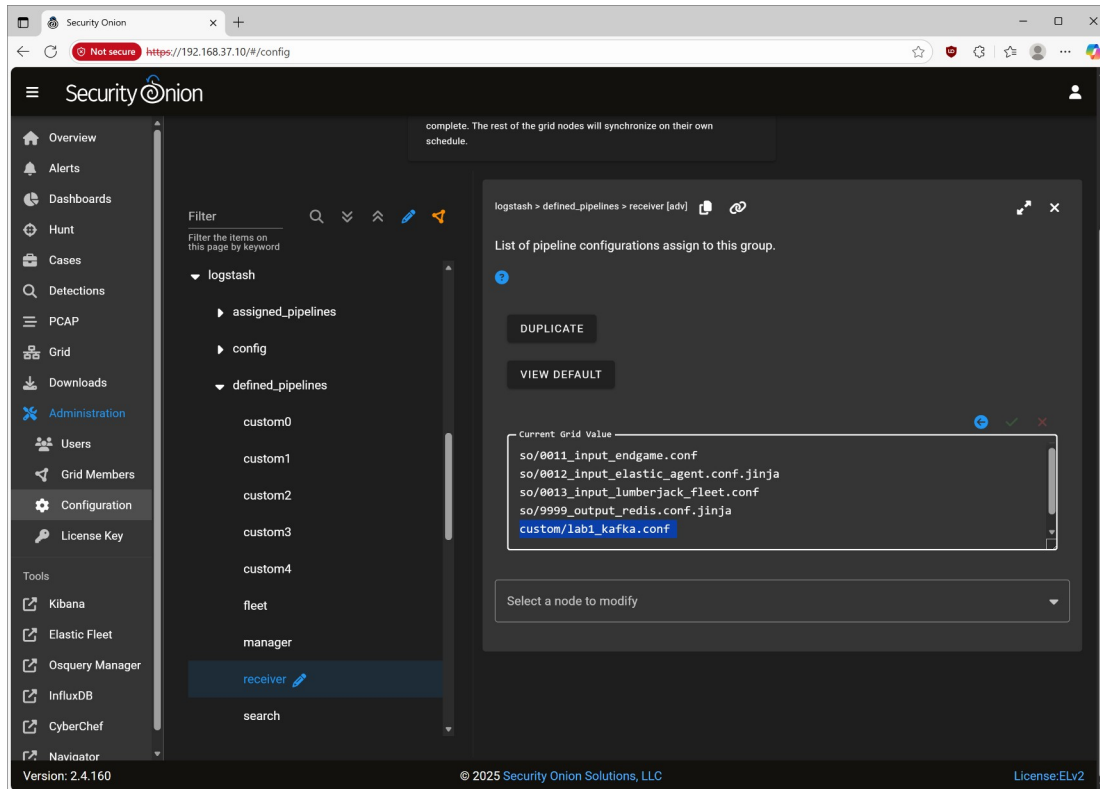 Security Onion
Not secure https://192.168.37.10/#/config
Security Onion
complete. The rest of the grid nodes will synchronize on their own
schedule.
Overview
Alerts
Dashboards
Hunt
Cases
Detections
PCAP
Grid
Downloads
Administration
Users
Grid Members
Configuration
License Key
Tools
Kibana
Elastic Fleet
Osquery Manager
InfluxDB
CyberChef
Navigator
Filter
Filter the items on
this page by keyword
logstash
assigned_pipelines
config
defined_pipelines
custom0
custom1
custom2
custom3
custom4
fleet
manager
receiver
search
logstash > defined_pipelines > receiver [adv]
List of pipeline configurations assign to this group.
DUPLICATE
VIEW DEFAULT
Current Grid Value
so/0011_input_endgame.conf
so/0012_input_elastic_agent.conf.jinja
so/0013_input_lumberjack_fleet.conf
so/9999_output_redis.conf.jinja
custom/lab1_kafka.conf
Select a node to modify
Version: 2.4.160
© 2025 Security Onion Solutions, LLC
License:ELv2